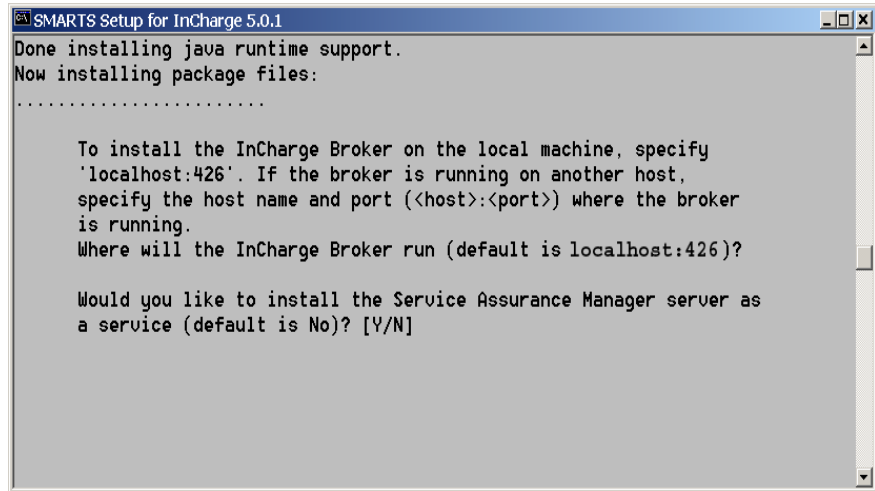 SMARTS Setup for InCharge 5.0.1
Done installing java runtime support.
Now installing package files:
........................
To install the InCharge Broker on the local machine, specify
'localhost:426'. If the broker is running on another host,
specify the host name and port (<host>:<port>) where the broker
is running.
Where will the InCharge Broker run (default is localhost:426)?
Would you like to install the Service Assurance Manager server as
a service (default is No)? [Y/N]